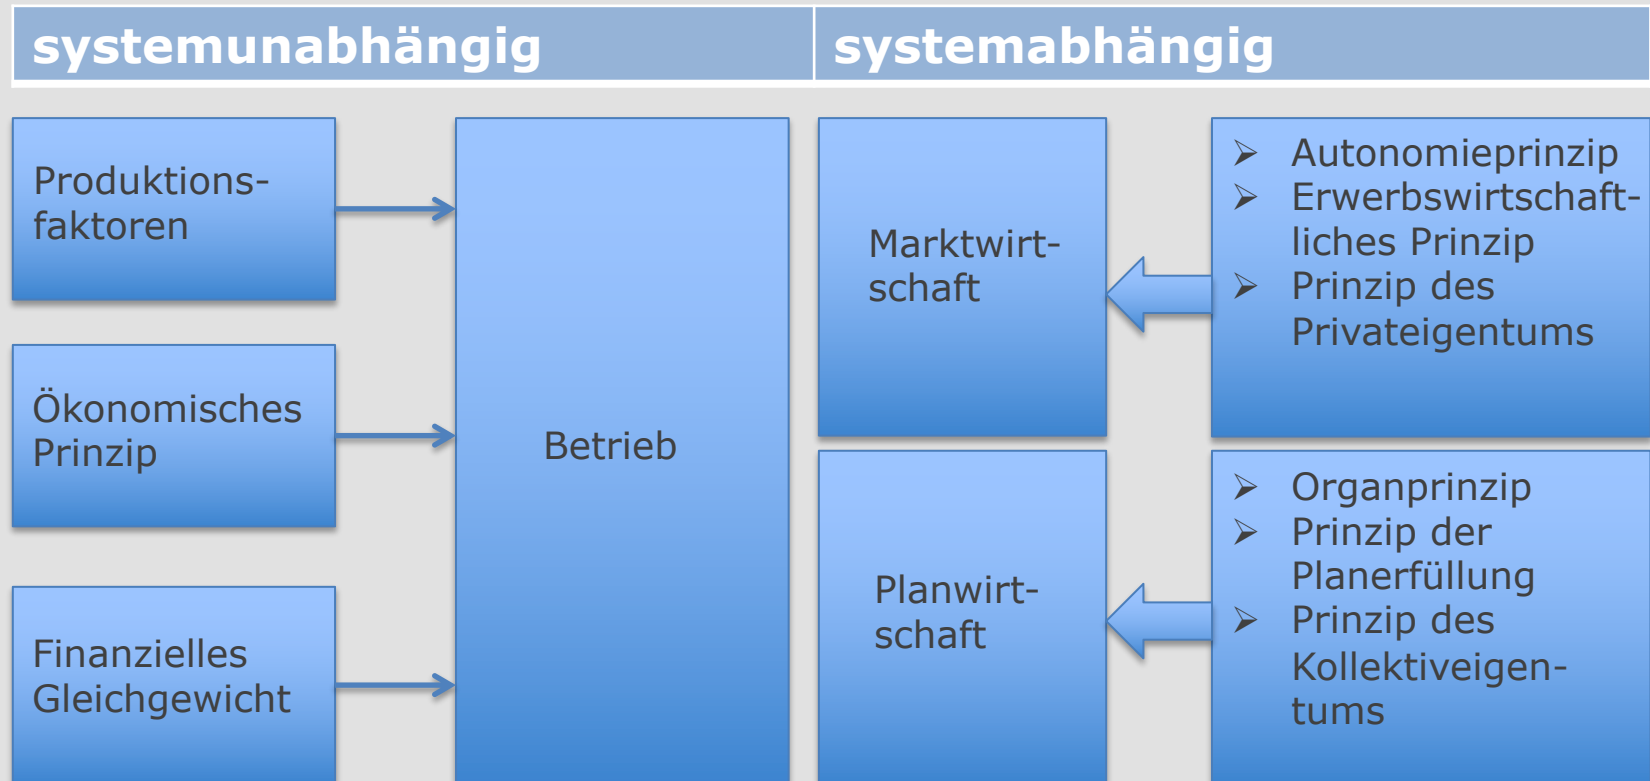 systemunabhängig
systemabhängig
Produktions-
faktoren
Ökonomisches
Prinzip
Finanzielles
Gleichgewicht
Betrieb
Marktwirt-
schaft
➢ Autonomieprinzip
➢ Erwerbswirtschaft-
liches Prinzip
➢ Prinzip des
Privateigentums
Planwirt-
schaft
➢ Organprinzip
➢ Prinzip der
Planerfüllung
➢ Prinzip des
Kollektiveigen-
tums